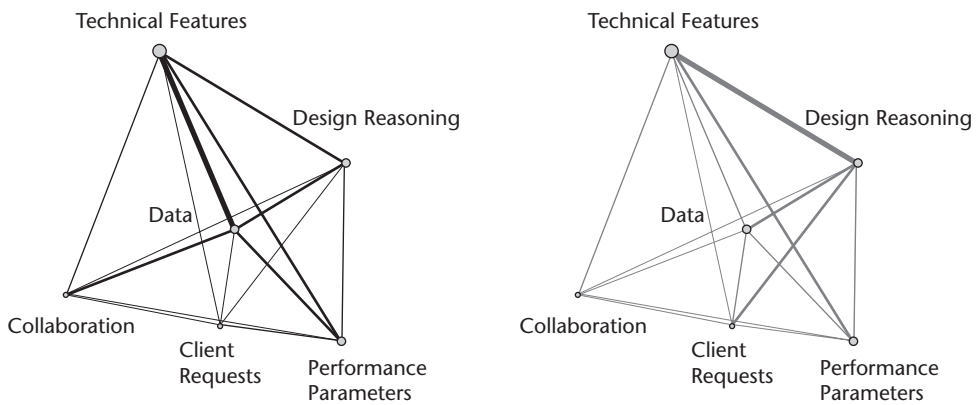 Technical Features
Design Reasoning
Data
Collaboration
Client
Requests
Performance
Parameters
Technical Features
Design Reasoning
Data
Collaboration
Client
Requests
Performance
Parameters